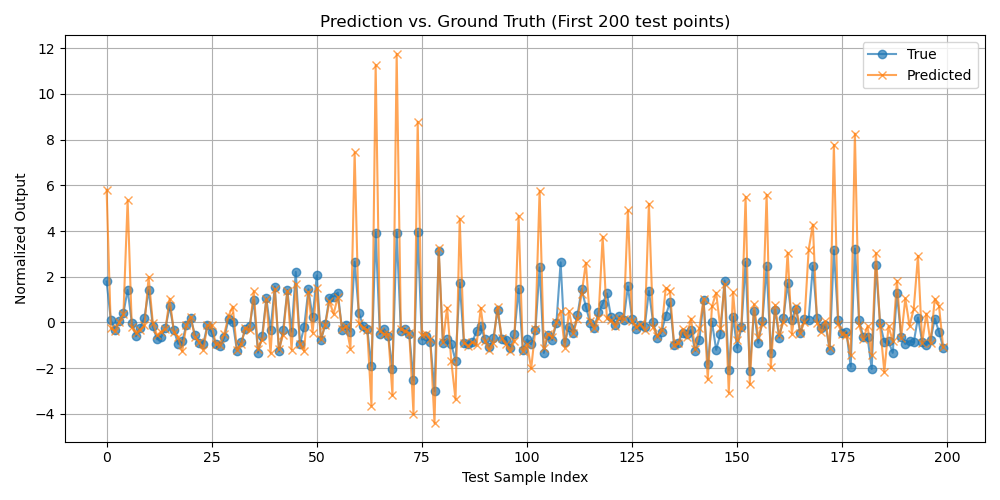 Prediction vs. Ground Truth (First 200 test points)
True
Predicted
Normalized Output
12
10
8
6
4
2
0
−2
−4
0 25 50 75 100 125 150 175 200
Test Sample Index